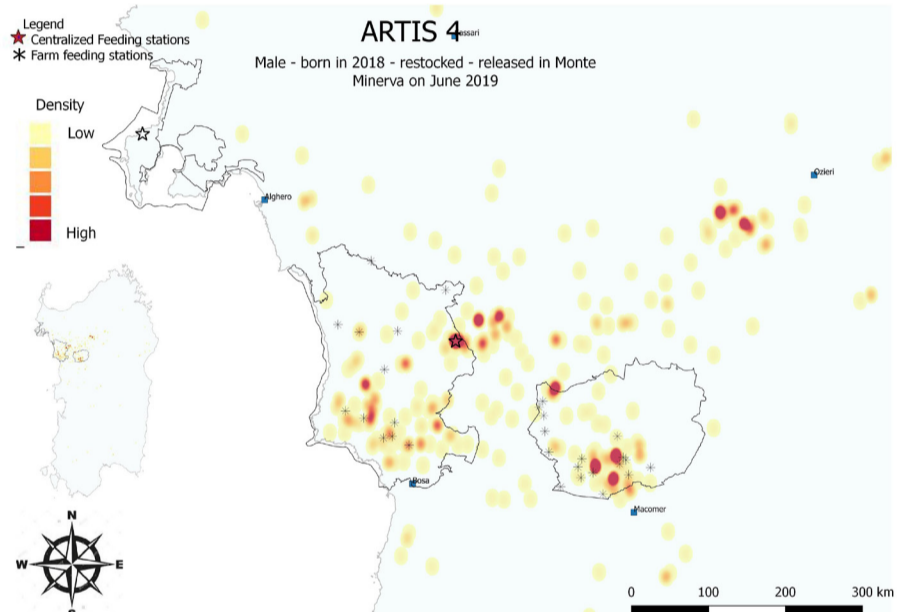 Legend
Centralized Feeding stations
Farm feeding stations
ARTIS 4
Male - born in 2018 - restocked - released in Monte
Minerva on June 2019
Density
Low
High
Ozieri
Alghero
Bosa
Macomer
N
W E
0 100 200 300 km